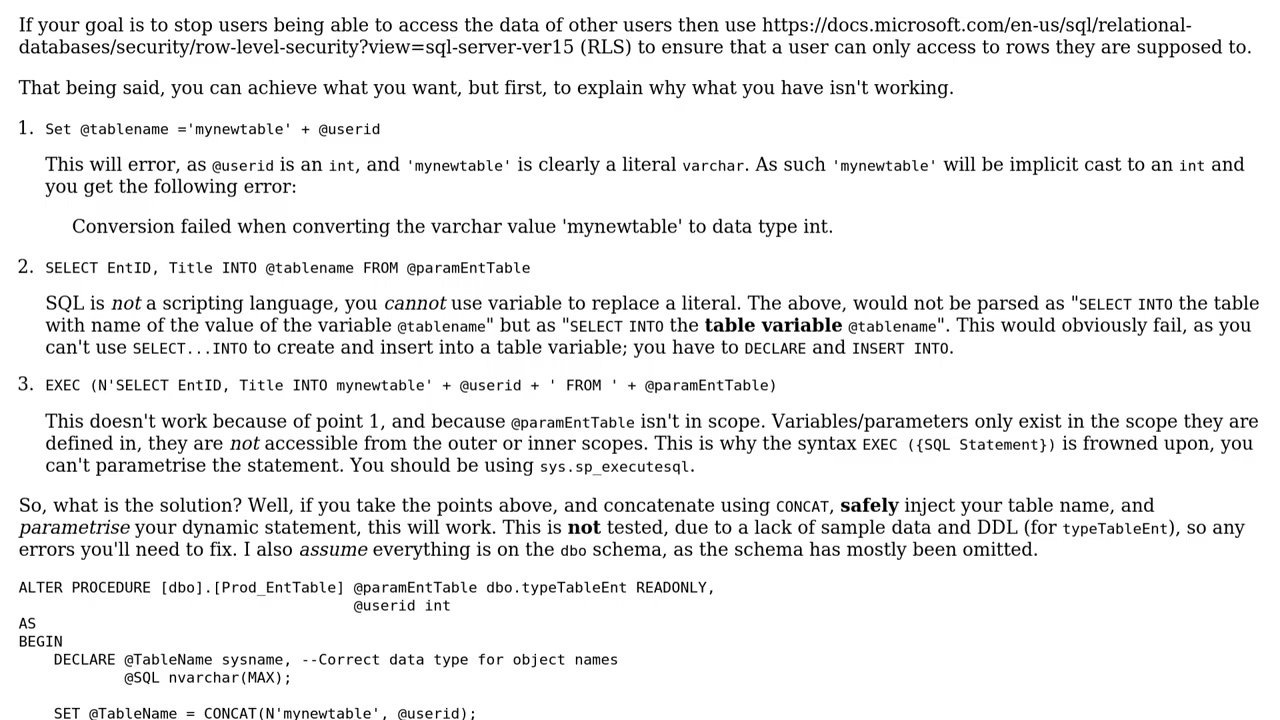 If your goal is to stop users being able to access the data of other users then use https://docs.microsoft.com/en-us/sql/relational-
databases/security/row-level-security?view=sql-server-ver15 (RLS) to ensure that a user can only access to rows they are supposed to.
That being said, you can achieve what you want, but first, to explain why what you have isn't working.
1. Set @tablename ='mynewtable' + @userid
This will error, as @userid is an int, and 'mynewtable' is clearly a literal varchar. As such 'mynewtable' will be implicit cast to an int and
you get the following error:
Conversion failed when converting the varchar value 'mynewtable' to data type int.
2. SELECT EntID, Title INTO @tablename FROM @paramEntTable
SQL is not a scripting language, you cannot use variable to replace a literal. The above, would not be parsed as "SELECT INTO the table
with name of the value of the variable @tablename" but as "SELECT INTO the table variable @tablename". This would obviously fail, as you
can't use SELECT...INTO to create and insert into a table variable; you have to DECLARE and INSERT INTO.
3. EXEC (N'SELECT EntID, Title INTO mynewtable' + @userid + ' FROM ' + @paramEntTable)
This doesn't work because of point 1, and because @paramEntTable isn't in scope. Variables/parameters only exist in the scope they are
defined in, they are not accessible from the outer or inner scopes. This is why the syntax EXEC ({SQL Statement}) is frowned upon, you
can't parametrise the statement. You should be using sys.sp_executesql.
So, what is the solution? Well, if you take the points above, and concatenate using CONCAT, safely inject your table name, and
parametrise your dynamic statement, this will work. This is not tested, due to a lack of sample data and DDL (for typeTableEnt), so any
errors you'll need to fix. I also assume everything is on the dbo schema, as the schema has mostly been omitted.
ALTER PROCEDURE [dbo].[Prod_EntTable] @paramEntTable dbo.typeTableEnt READONLY,
@userid int
AS
BEGIN
DECLARE @TableName sysname, --Correct data type for object names
@SQL nvarchar(MAX);
SET @TableName = CONCAT(N'mynewtable', @userid);